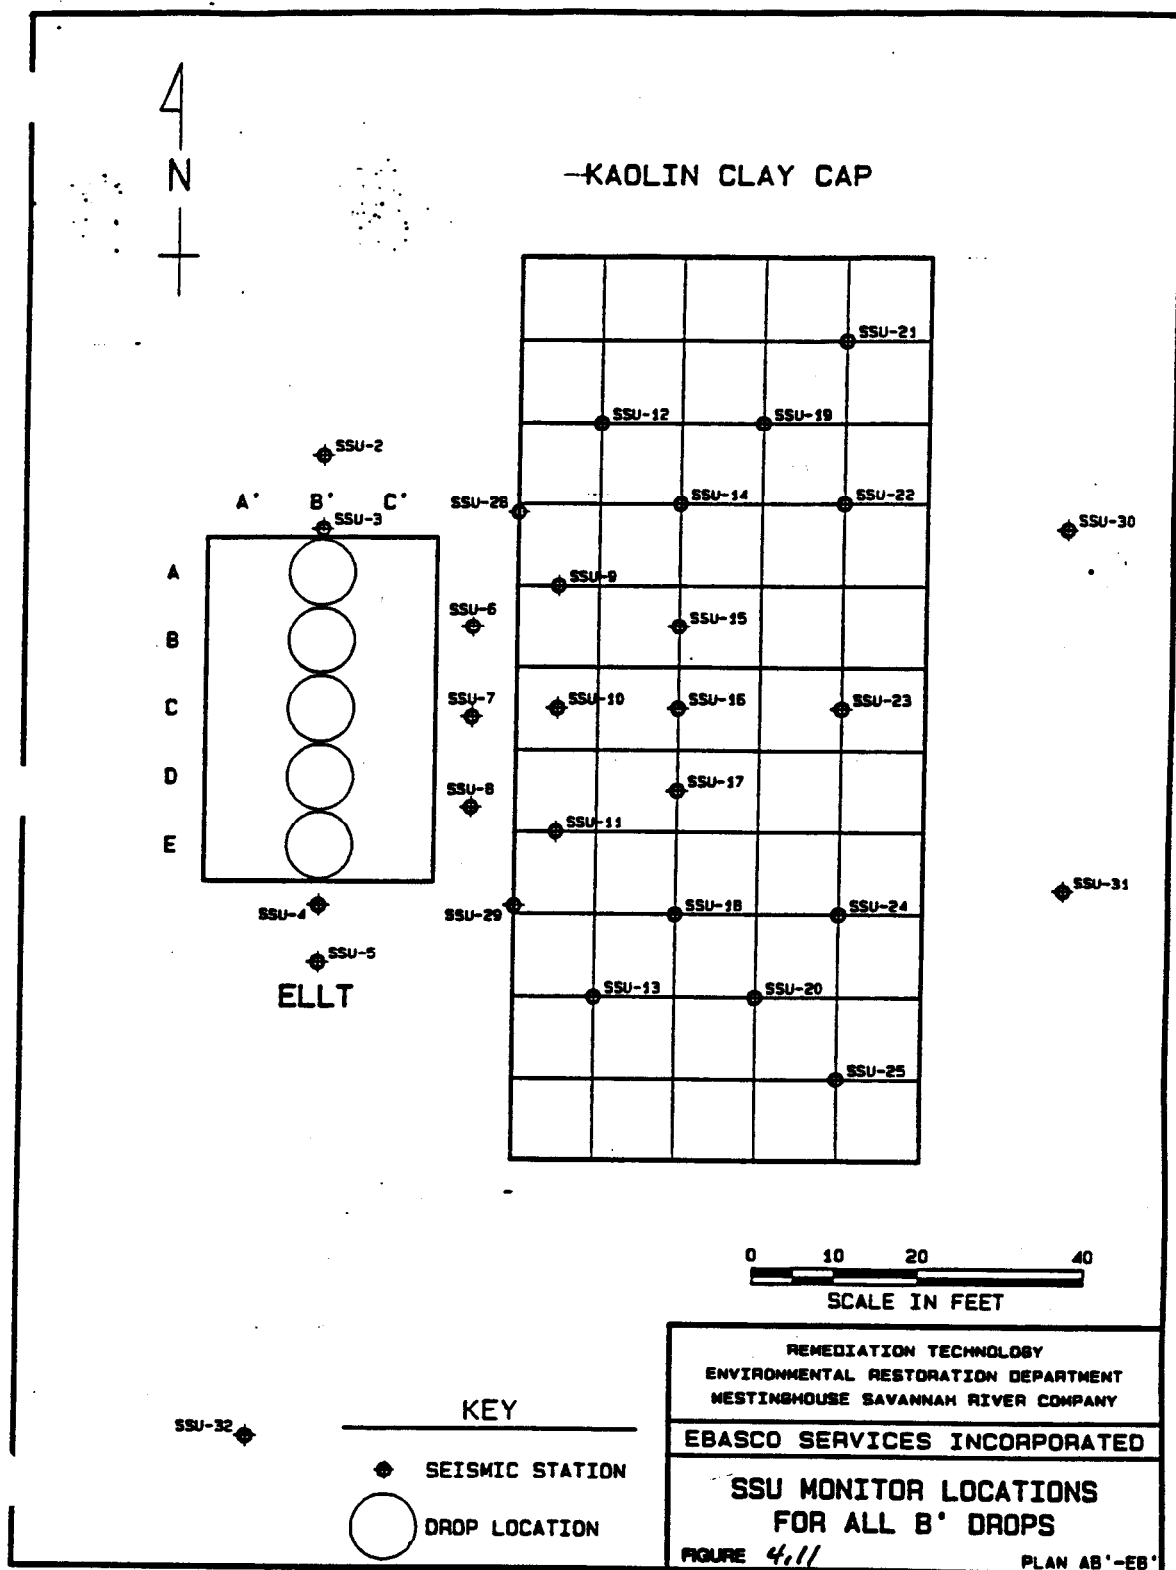 N
KAOLIN CLAY CAP
SSU-21
SSU-12
SSU-19
SSU-2
A' B' C'
SSU-28
SSU-14
SSU-22
SSU-3
SSU-30
A
SSU-9
SSU-6
SSU-15
B
SSU-7
SSU-10
SSU-16
SSU-23
C
D
SSU-8
SSU-17
SSU-11
E
SSU-31
SSU-4
SSU-29
SSU-18
SSU-24
SSU-5
ELLT
SSU-13
SSU-20
SSU-25
0 10 20 40
SCALE IN FEET
REMEDIATION TECHNOLOGY
ENVIRONMENTAL RESTORATION DEPARTMENT
WESTINGHOUSE SAVANNAH RIVER COMPANY
KEY
SSU-32
EBASCO SERVICES INCORPORATED
SEISMIC STATION
SSU MONITOR LOCATIONS
FOR ALL B' DROPS
DROP LOCATION
FIGURE 4.11
PLAN AB'-EB'